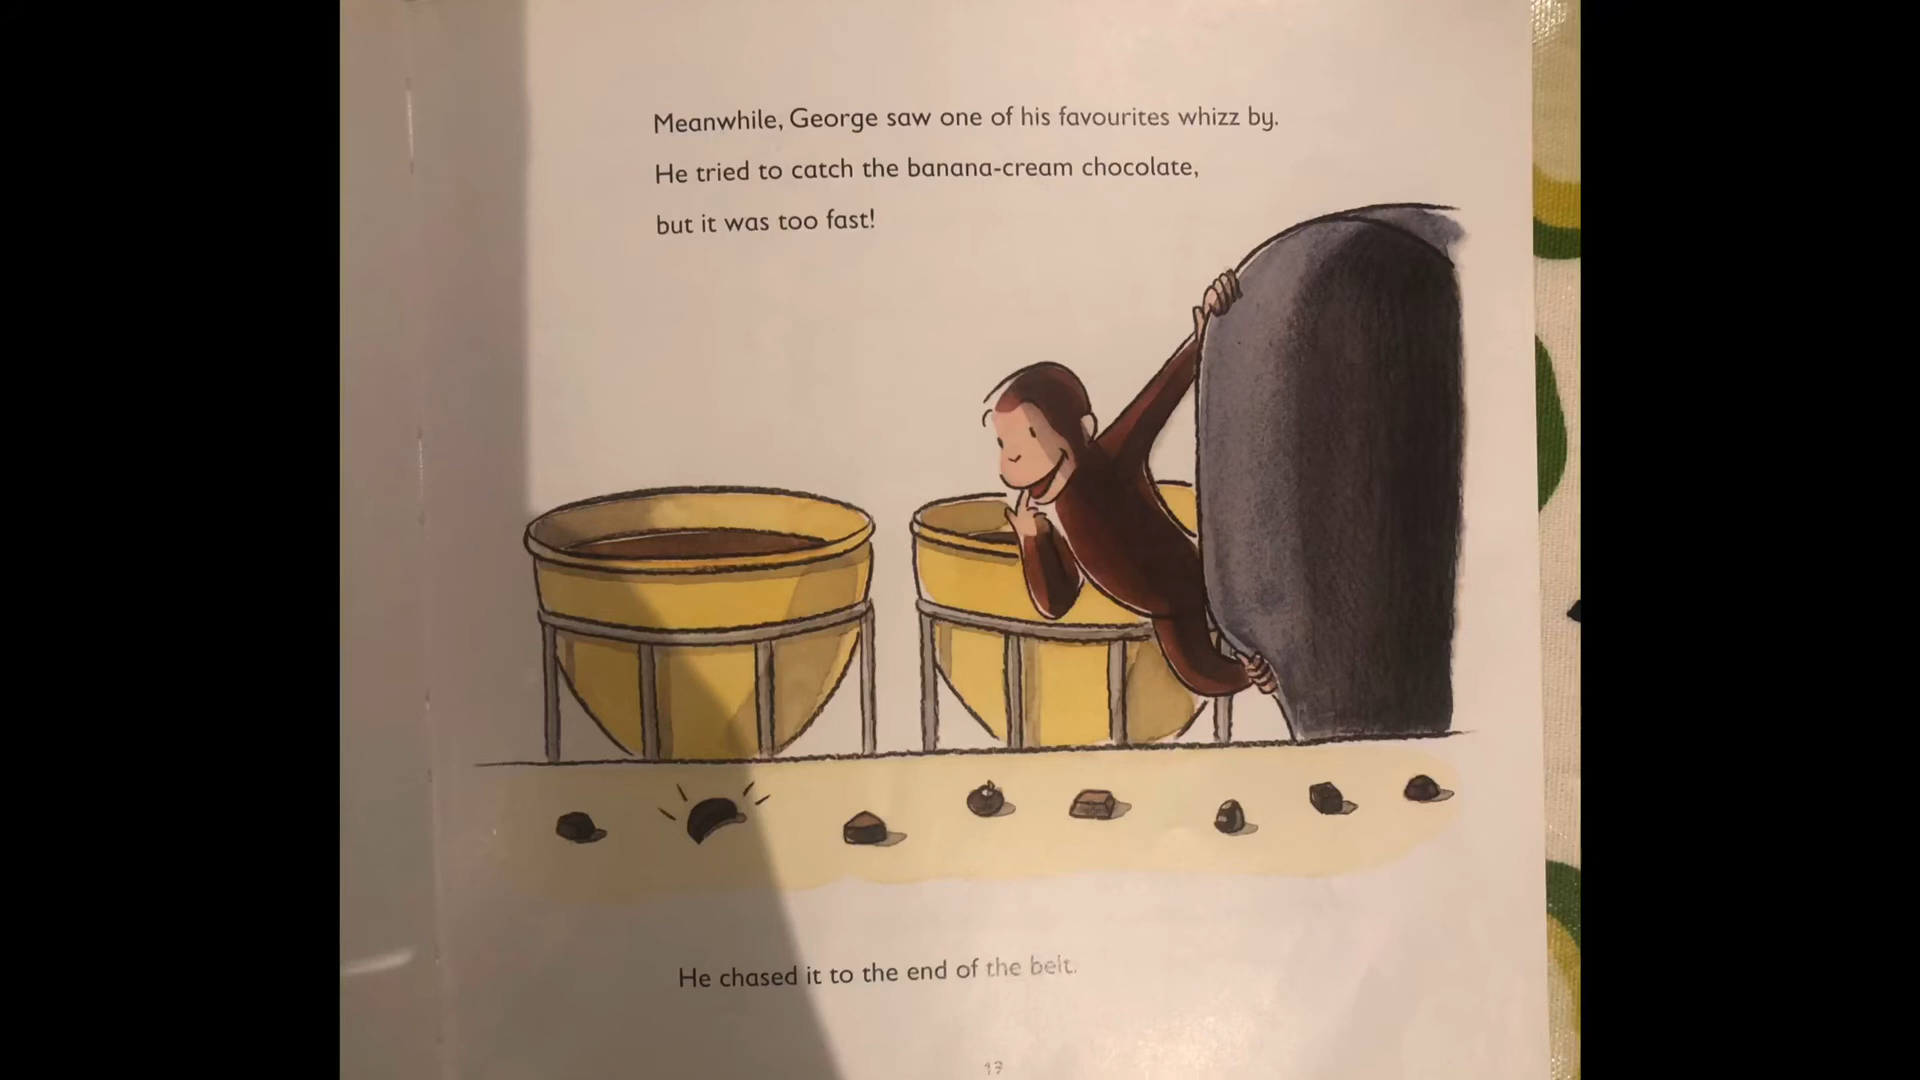 Meanwhile, George saw one of his favourites whizz by.
He tried to catch the banana-cream chocolate,
but it was too fast!
He chased it to the end of the belt.
17